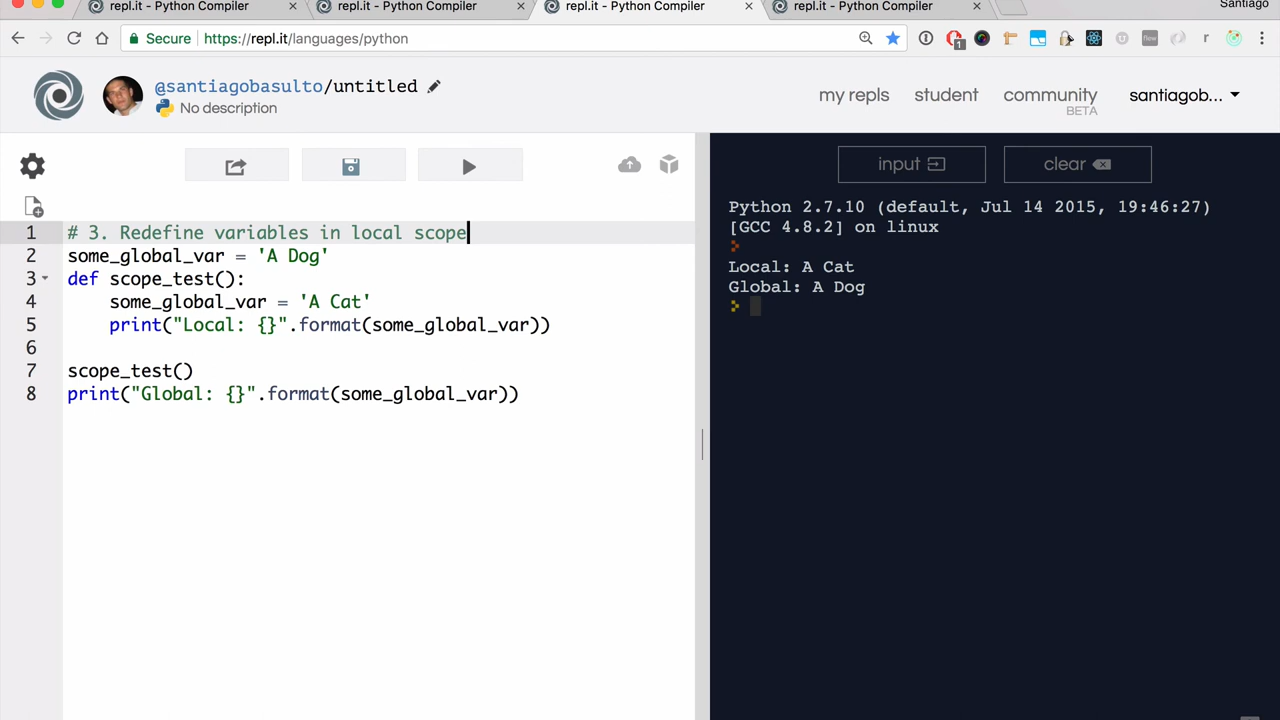 Santiago
repl.it - Python Compiler × repl.it - Python Compiler × repl.it - Python Compiler × repl.it - Python Compiler ×
Secure https://repl.it/languages/python
@santiagobasulto/untitled
No description
my repls student community santiagob...
BETA
input clear
1 # 3. Redefine variables in local scope
2 some_global_var = 'A Dog'
3 def scope_test():
4 some_global_var = 'A Cat'
5 print("Local: {}".format(some_global_var))
6
7 scope_test()
8 print("Global: {}".format(some_global_var))
Python 2.7.10 (default, Jul 14 2015, 19:46:27)
[GCC 4.8.2] on linux
Local: A Cat
Global: A Dog